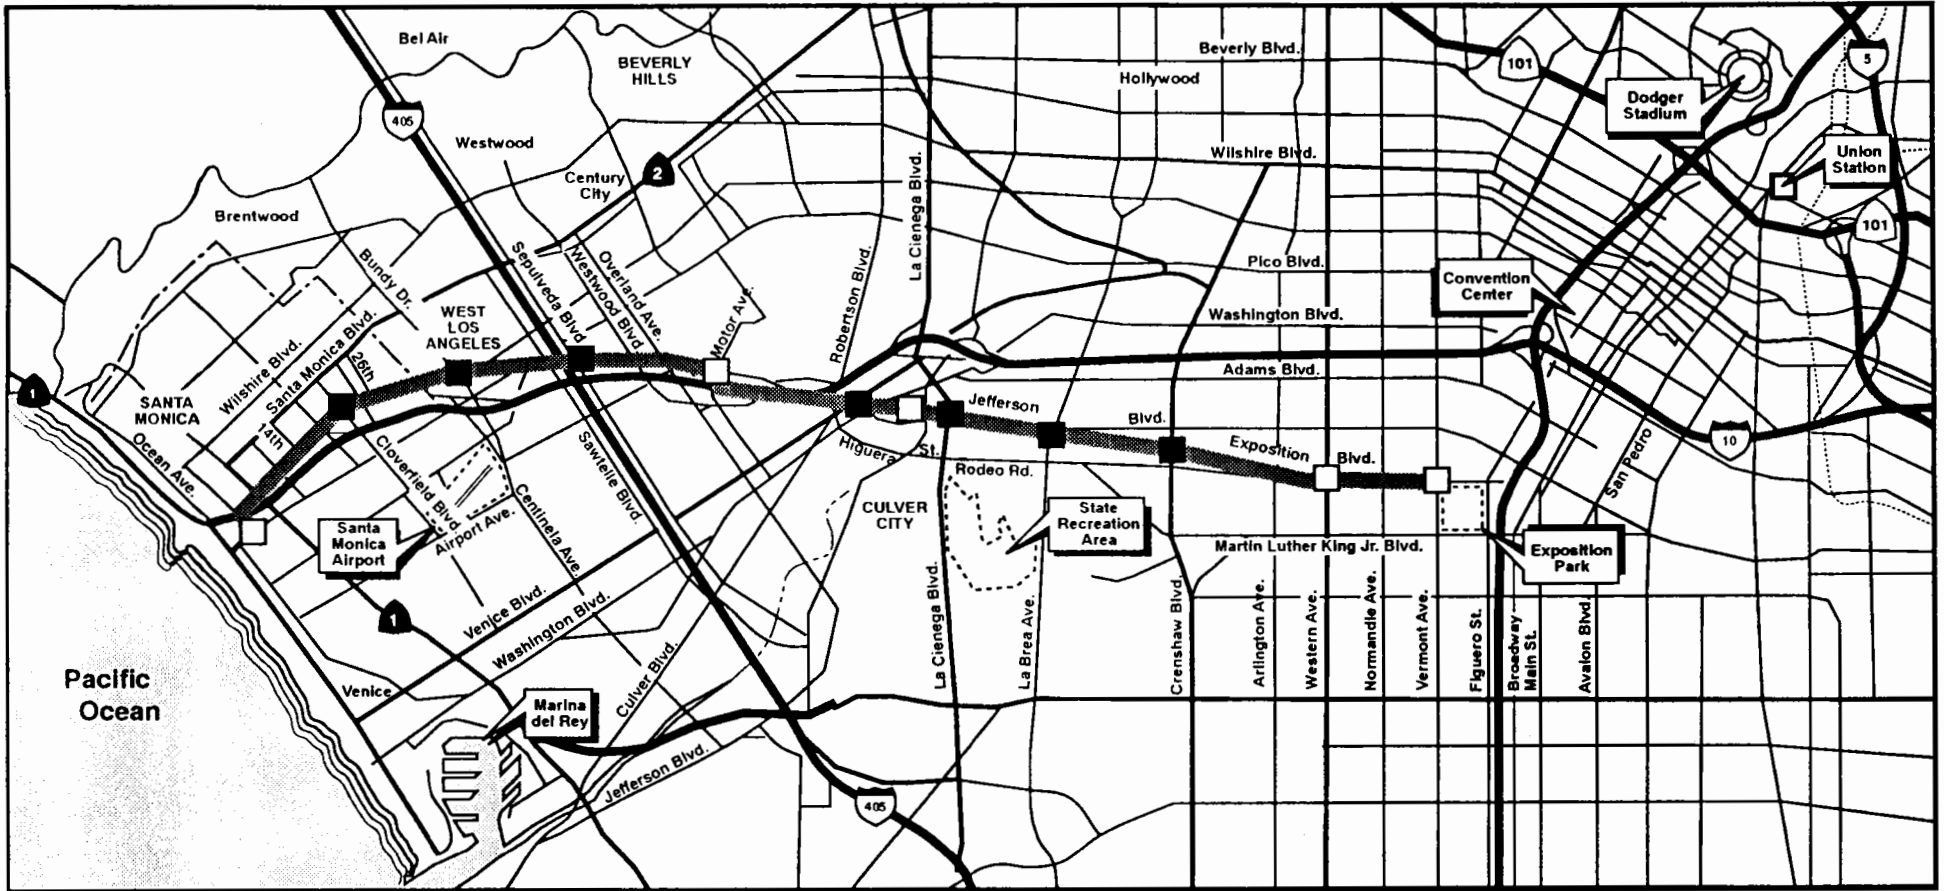 Bel Air
BEVERLY
HILLS
Beverly Blvd.
Hollywood
101
5
Dodger
Stadium
405
Westwood
Wilshire Blvd.
Union
Station
Century
City
2
La Cienega Blvd.
Brentwood
101
Bundy Dr.
Sepulveda Blvd
Westwood Blvd
Overland Ave.
Motor Ave.
Robertson Blvd.
Pico Blvd.
Convention
Center
WEST
LOS
ANGELES
Washington Blvd.
Wilshire Blvd.
Santa Monica Blvd.
26th
Adams Blvd.
1
SANTA
MONICA
14th
Ocean Ave.
Jefferson
Blvd.
Exposition
Blvd.
Higuera
St.
Rodeo Rd.
10
San Pedro
Cloverfield Blvd.
Sawtelle Blvd.
Centinela Ave.
Airport Ave.
CULVER
CITY
Santa
Monica
Airport
State
Recreation
Area
Martin Luther King Jr. Blvd.
Exposition
Park
1
Venice Blvd.
Washington Blvd.
Culver Blvd.
La Cienega Blvd.
La Brea Ave.
Crenshaw Blvd.
Arlington Ave.
Western Ave.
Normandie Ave.
Vermont Ave.
Figuero St.
Broadway
Main St.
Avalon Blvd.
Pacific
Ocean
Venice
Marina
del Rey
Jefferson Blvd.
405